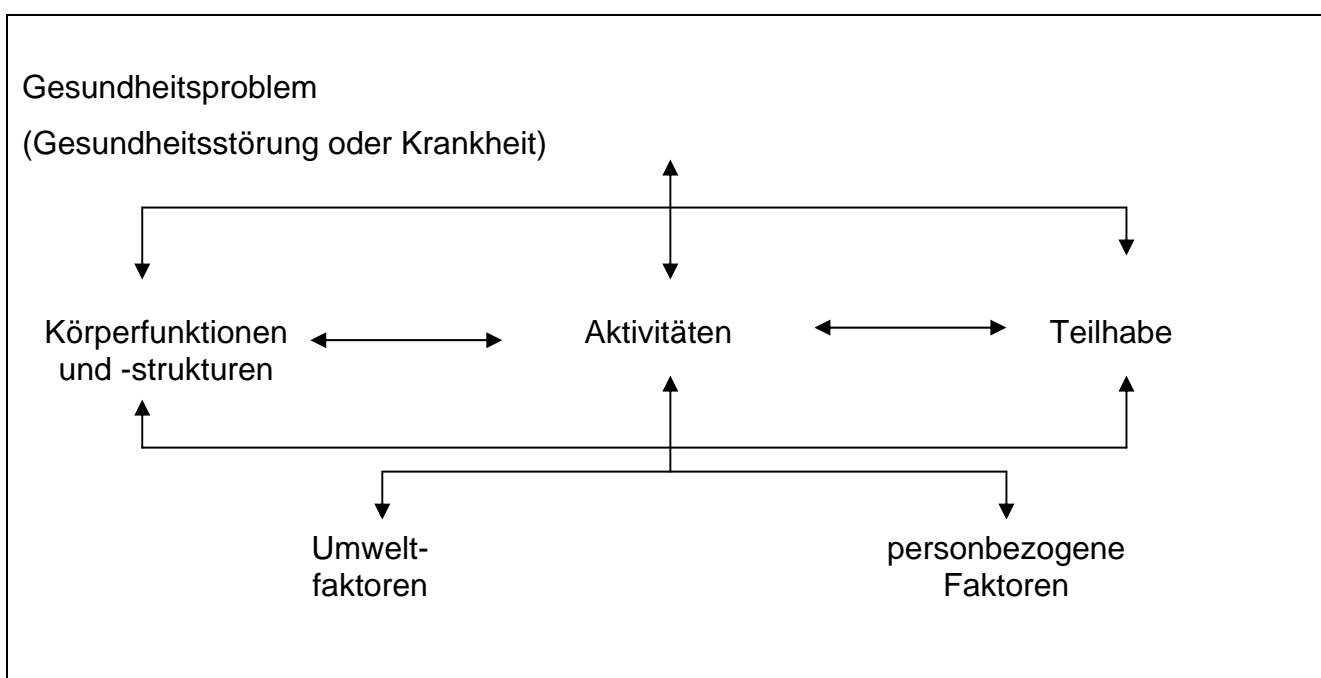 Gesundheitsproblem
(Gesundheitsstörung oder Krankheit)
Körperfunktionen
und -strukturen
Aktivitäten
Teilhabe
Umwelt-
faktoren
personbezogene
Faktoren